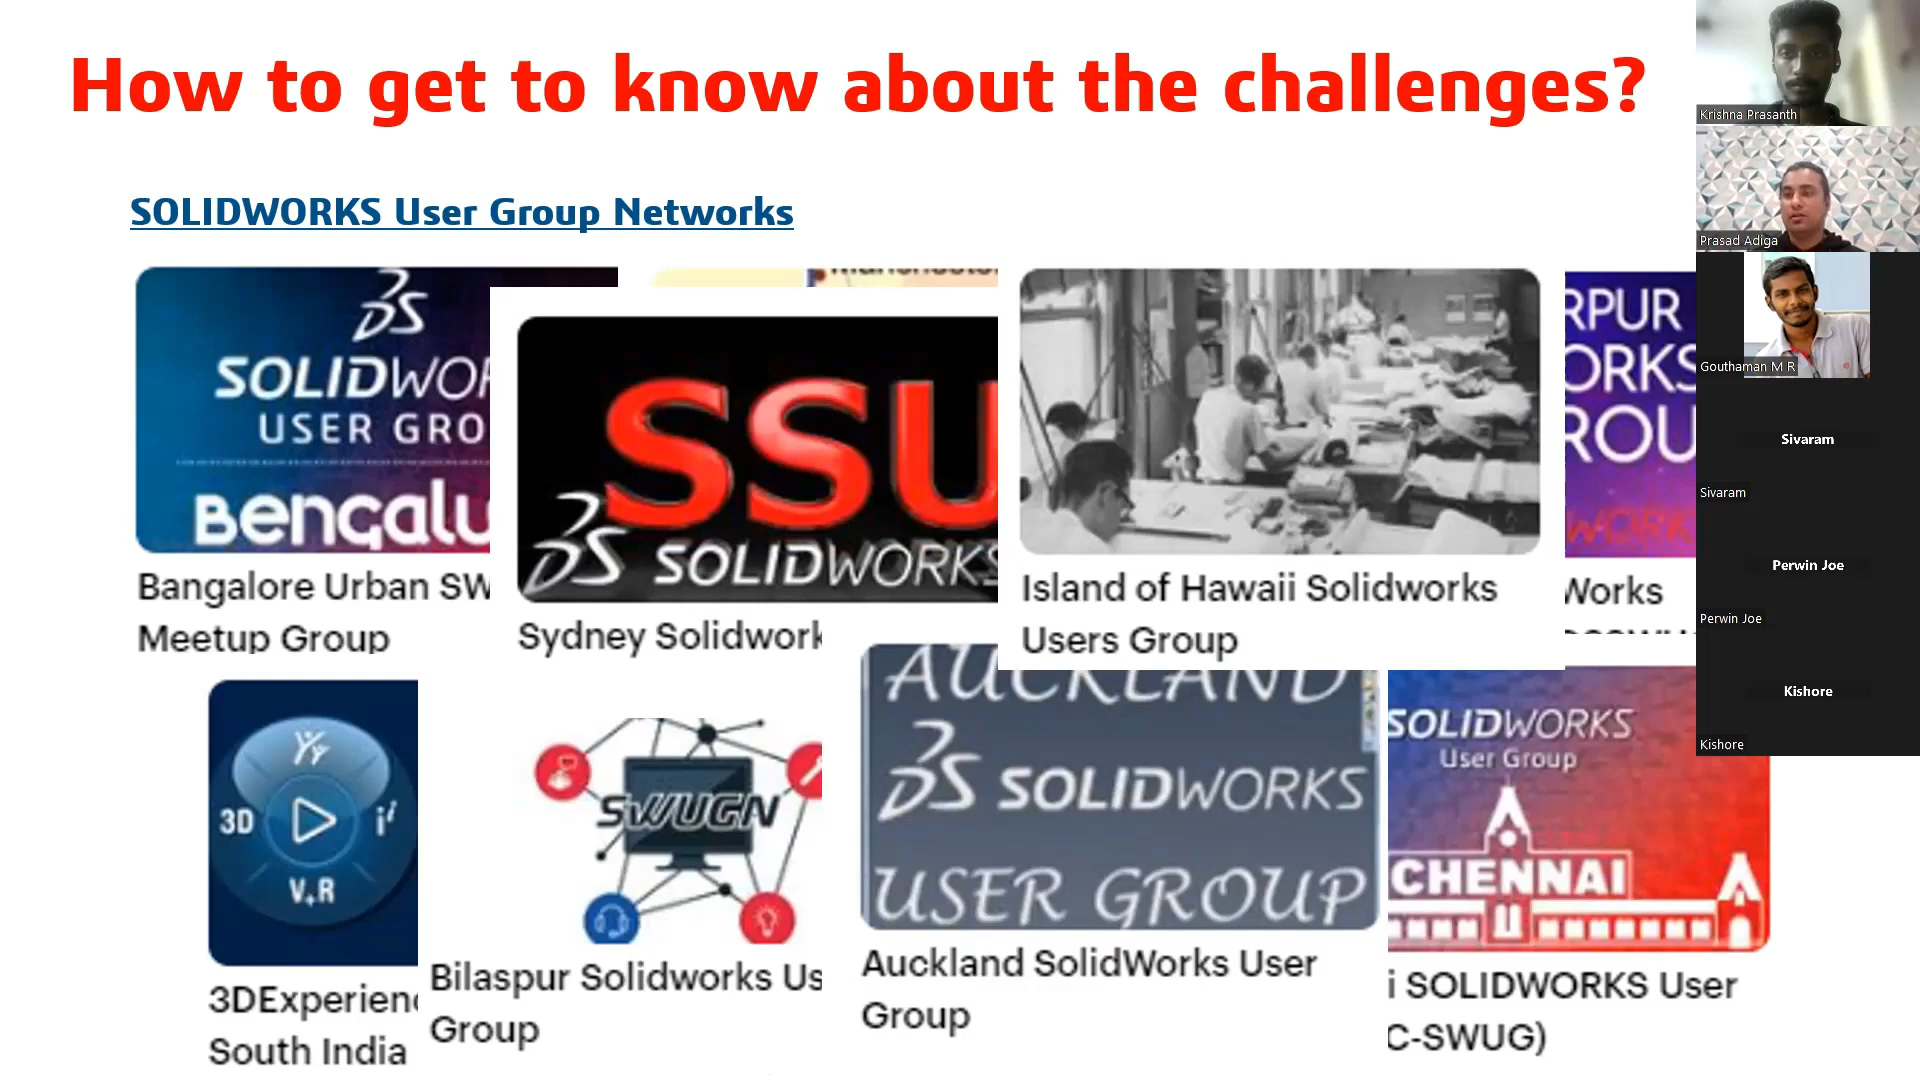 How to get to know about the challenges?
SOLIDWORKS User Group Networks
SOLIDWOR
USER GRO
Bengalu
Bangalore Urban SW
Meetup Group
SSU
SOLIDWORKS
Sydney Solidwork
Island of Hawaii Solidworks
Users Group
RPUR
ORKS
ROU
WORK
Works
3D
V+R
3DExperienc
South India
SWUGN
Bilaspur Solidworks Us
Group
AUCKLAND
SOLIDWORKS
USER GROUP
Auckland SolidWorks User
Group
SOLIDWORKS
User Group
CHENNAI
i SOLIDWORKS User
C-SWUG)
Krishna Prasanth
Prasad Adiga
Gouthaman M R
Sivaram
Sivaram
Perwin Joe
Perwin Joe
Kishore
Kishore